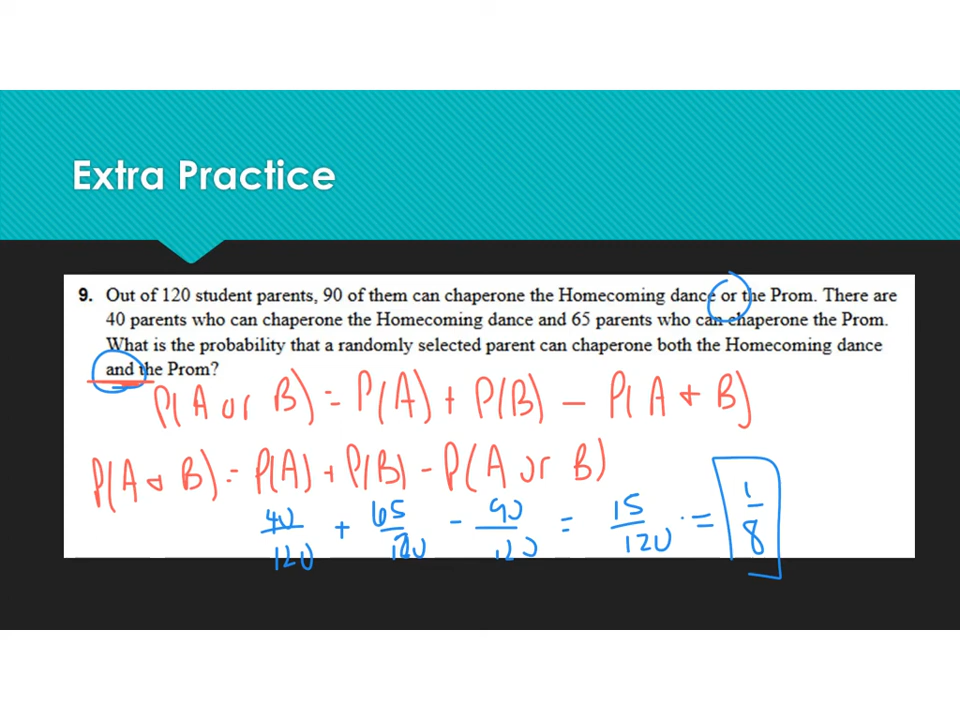 Extra Practice
9. Out of 120 student parents, 90 of them can chaperone the Homecoming dance or the Prom. There are
40 parents who can chaperone the Homecoming dance and 65 parents who can chaperone the Prom.
What is the probability that a randomly selected parent can chaperone both the Homecoming dance
and the Prom?
P(A or B) = P(A) + P(B) - P(A + B)
P(A + B) = P(A) + P(B) - P(A or B)
40/120 + 65/120 - 90/120 = 15/120 = 1/8